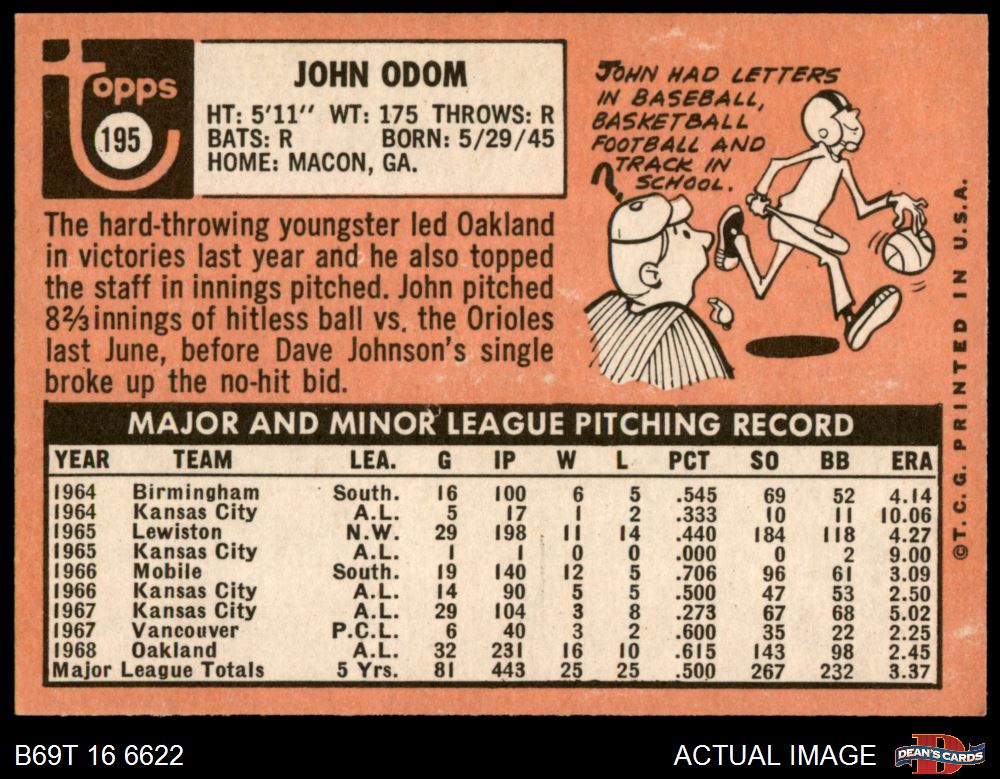 topps
195
JOHN ODOM
HT: 5'11'' WT: 175 THROWS: R
BATS: R BORN: 5/29/45
HOME: MACON, GA.
JOHN HAD LETTERS
IN BASEBALL,
BASKETBALL
FOOTBALL AND
TRACK IN
SCHOOL.
?
The hard-throwing youngster led Oakland
in victories last year and he also topped
the staff in innings pitched. John pitched
8⅔ innings of hitless ball vs. the Orioles
last June, before Dave Johnson's single
broke up the no-hit bid.
MAJOR AND MINOR LEAGUE PITCHING RECORD
YEAR TEAM LEA. G IP W L PCT SO BB ERA
1964 Birmingham South. 16 100 6 5 .545 69 52 4.14
1964 Kansas City A.L. 5 17 1 2 .333 10 11 10.06
1965 Lewiston N.W. 29 198 11 14 .440 184 118 4.27
1965 Kansas City A.L. 1 1 0 0 .000 0 2 9.00
1966 Mobile South. 19 140 12 5 .706 96 61 3.09
1966 Kansas City A.L. 14 90 5 5 .500 47 53 2.50
1967 Kansas City A.L. 29 104 3 8 .273 67 68 5.02
1967 Vancouver P.C.L. 6 40 3 2 .600 35 22 2.25
1968 Oakland A.L. 32 231 16 10 .615 143 98 2.45
Major League Totals 5 Yrs. 81 443 25 25 .500 267 232 3.37
©T.C.G. PRINTED IN U.S.A.
B69T 16 6622
ACTUAL IMAGE
DEAN'S CARDS